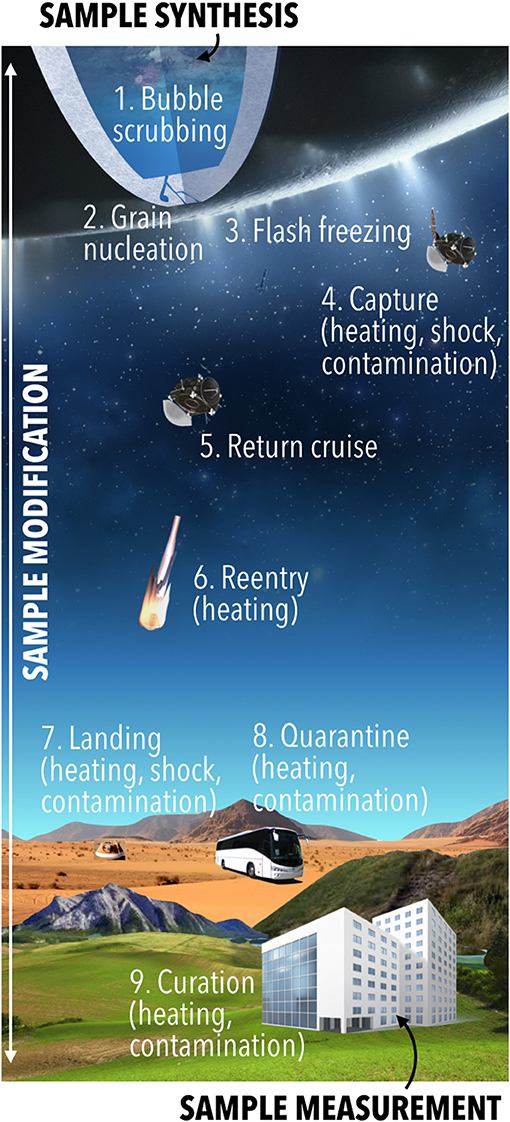 SAMPLE SYNTHESIS
1. Bubble
scrubbing
2. Grain
nucleation
3. Flash freezing
4. Capture
(heating, shock,
contamination)
SAMPLE MODIFICATION
5. Return cruise
6. Reentry
(heating)
7. Landing
(heating, shock,
contamination)
8. Quarantine
(heating,
contamination)
9. Curation
(heating,
contamination)
SAMPLE MEASUREMENT